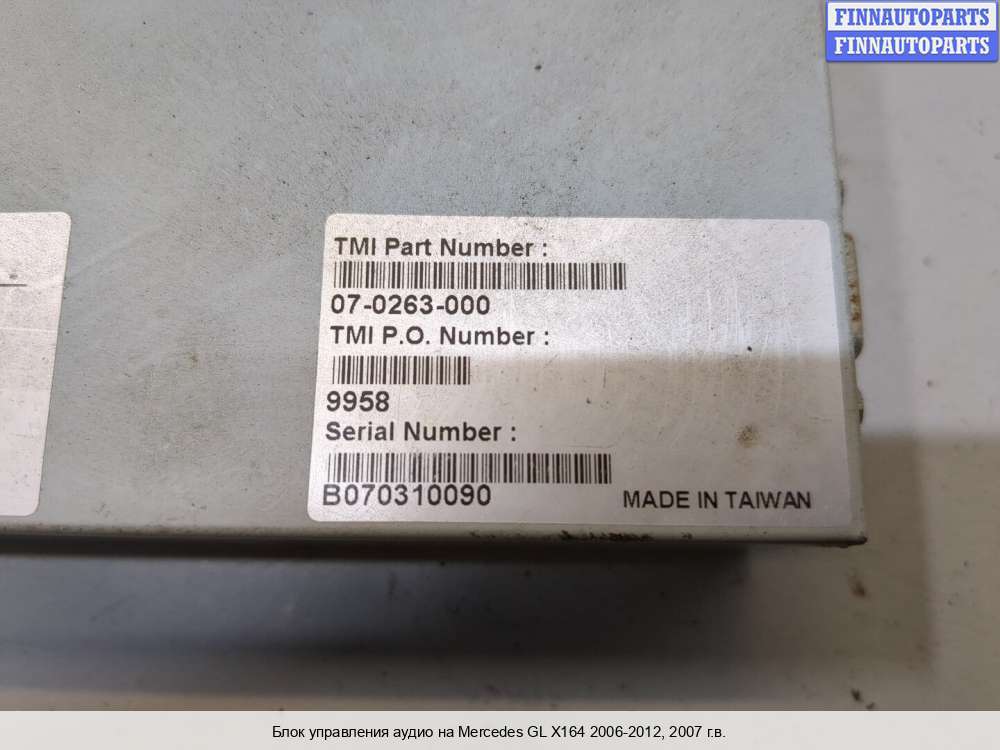 FINNAUTOPARTS
FINNAUTOPARTS
TMI Part Number :
07-0263-000
TMI P.O. Number :
9958
Serial Number :
B070310090
MADE IN TAIWAN
Блок управления аудио на Mercedes GL X164 2006-2012, 2007 г.в.